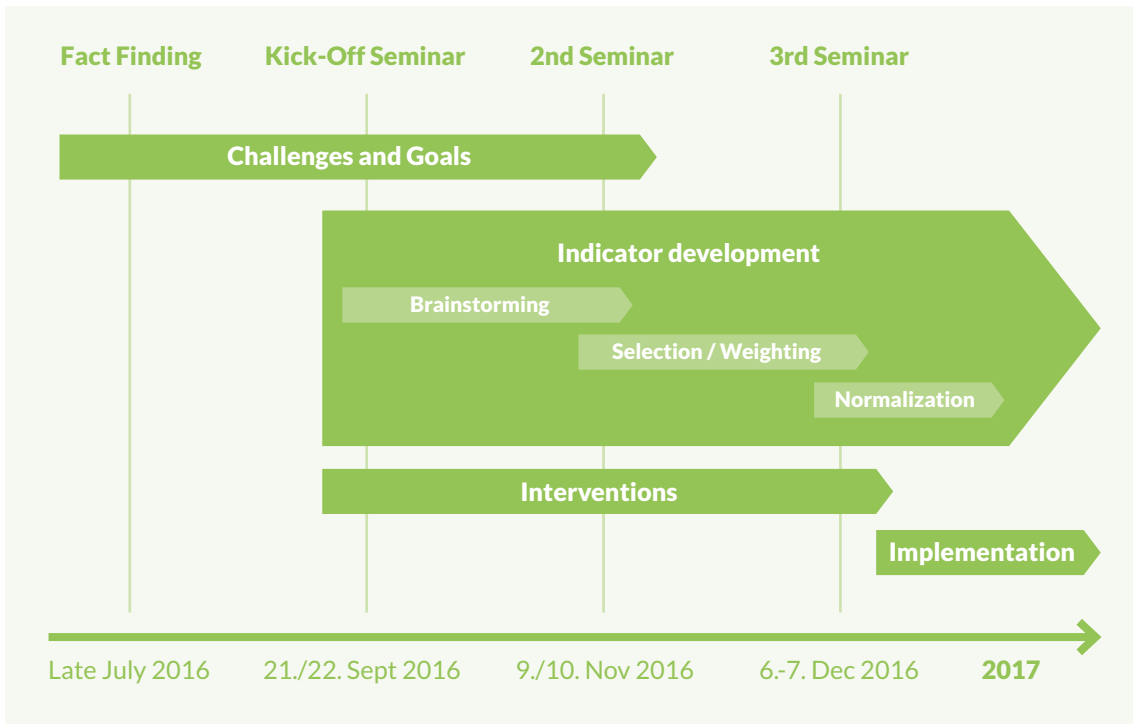 Fact Finding
Kick-Off Seminar
2nd Seminar
3rd Seminar
Challenges and Goals
Indicator development
Brainstorming
Selection / Weighting
Normalization
Interventions
Implementation
Late July 2016
21./22. Sept 2016
9./10. Nov 2016
6.-7. Dec 2016
2017